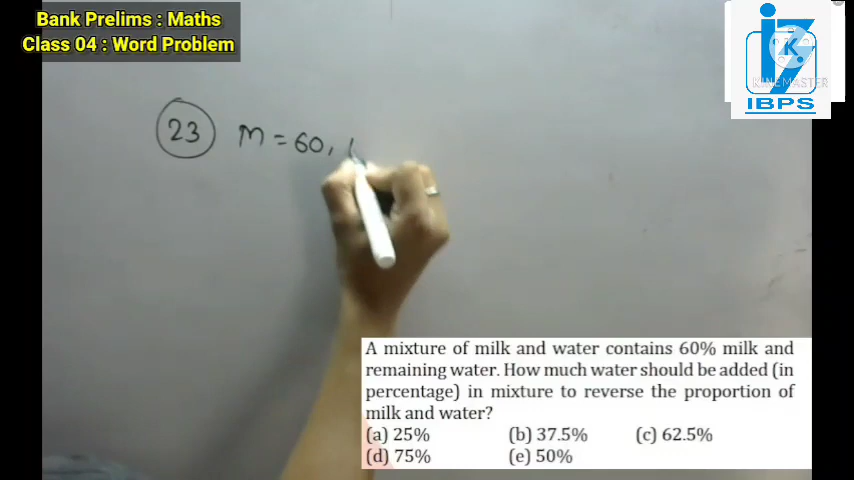 Bank Prelims : Maths
Class 04 : Word Problem
K
KINEMASTER
IBPS
23 m = 60,
A mixture of milk and water contains 60% milk and
remaining water. How much water should be added (in
percentage) in mixture to reverse the proportion of
milk and water?
(a) 25% (b) 37.5% (c) 62.5%
(d) 75% (e) 50%